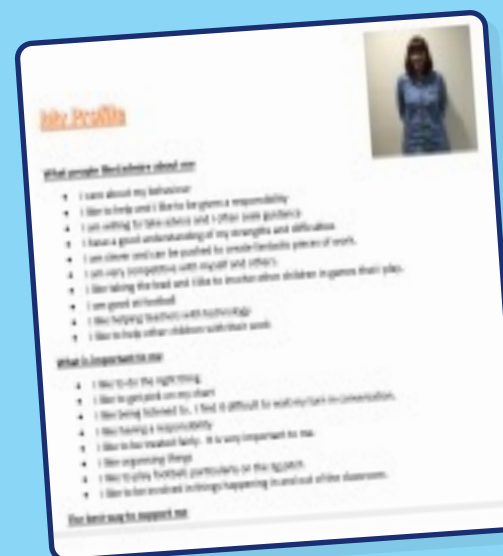 My Profile
What people like/admire about me
I care about my behaviour
I like to help and I like to be given a responsibility
I am willing to take advice and I often seek guidance
I have a good understanding of my strengths and difficulties
I am clever and can be pushed to create fantastic pieces of work.
I am very competitive with myself and others.
I like taking the lead and I like to involve other children in games that I play.
I am good at football
I like helping teachers with technology
I like to help other children with their work
What is important to me
I like to do the right thing
I like to get on my chart
I like being listened to. I find it difficult to wait my turn in conversation.
I like having a responsibility
I like to be treated fairly. It is very important to me.
I like organising things
I like to play football, particularly on the big pitch
I like to be involved in things happening in and out of the classroom.
The best way to support me